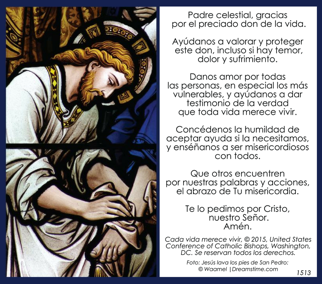 Padre celestial, gracias
por el preciado don de la vida.
Ayúdanos a valorar y proteger
este don, incluso si hay temor,
dolor y sufrimiento.
Danos amor por todas
las personas, en especial los más
vulnerables, y ayúdanos a dar
testimonio de la verdad
que toda vida merece vivir.
Concédenos la humildad de
aceptar ayuda si la necesitamos,
y enséñanos a ser misericordiosos
con todos.
Que otros encuentren
por nuestras palabras y acciones,
el abrazo de Tu misericordia.
Te lo pedimos por Cristo,
nuestro Señor.
Amén.
Cada vida merece vivir. © 2015, United States
Conference of Catholic Bishops, Washington,
DC. Se reservan todos los derechos.
Foto: Jesús lava los pies de San Pedro;
© Waamel | Dreamstime.com
1513